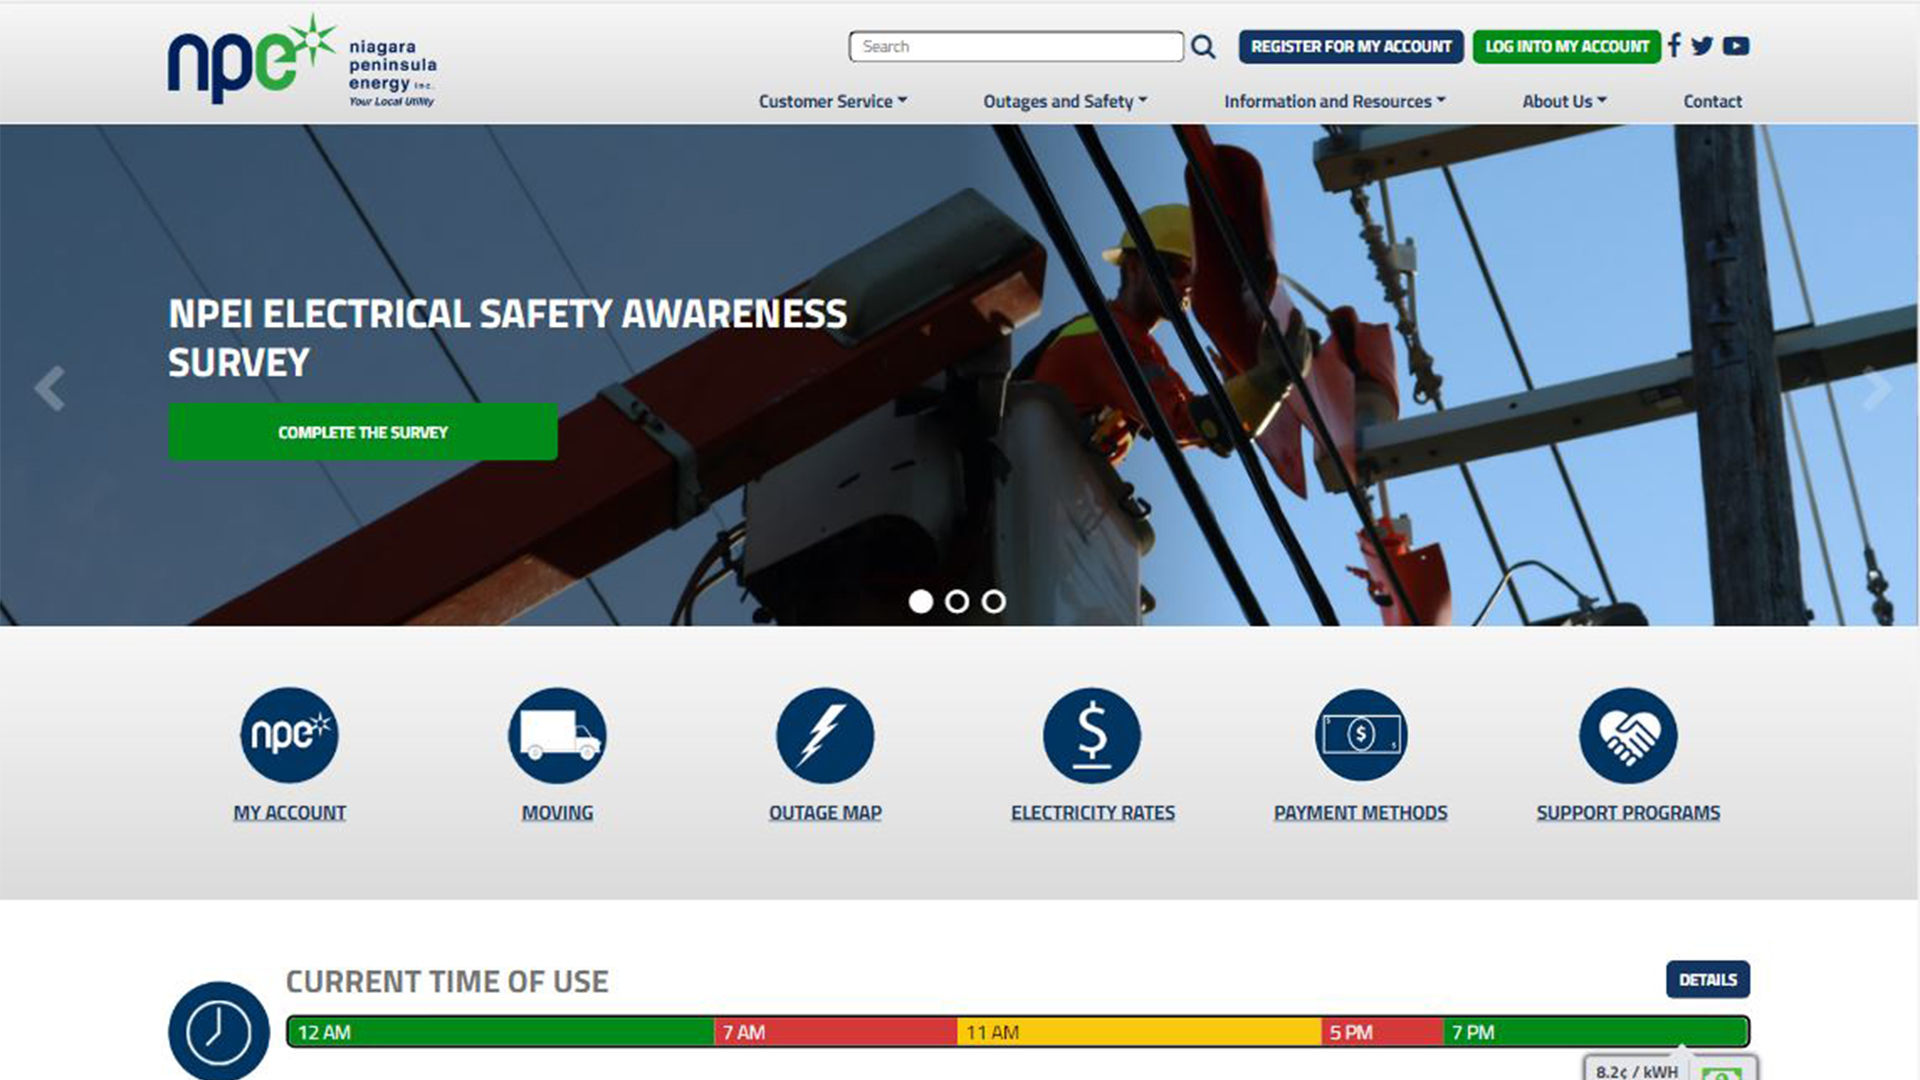 npe
niagara
peninsula
energy inc.
Your Local Utility
Search
REGISTER FOR MY ACCOUNT
LOG INTO MY ACCOUNT
Customer Service
Outages and Safety
Information and Resources
About Us
Contact
NPEI ELECTRICAL SAFETY AWARENESS
SURVEY
COMPLETE THE SURVEY
npe
$
$
MY ACCOUNT
MOVING
OUTAGE MAP
ELECTRICITY RATES
PAYMENT METHODS
SUPPORT PROGRAMS
CURRENT TIME OF USE
DETAILS
12 AM
7 AM
11 AM
5 PM
7 PM
8.2¢ / kWH